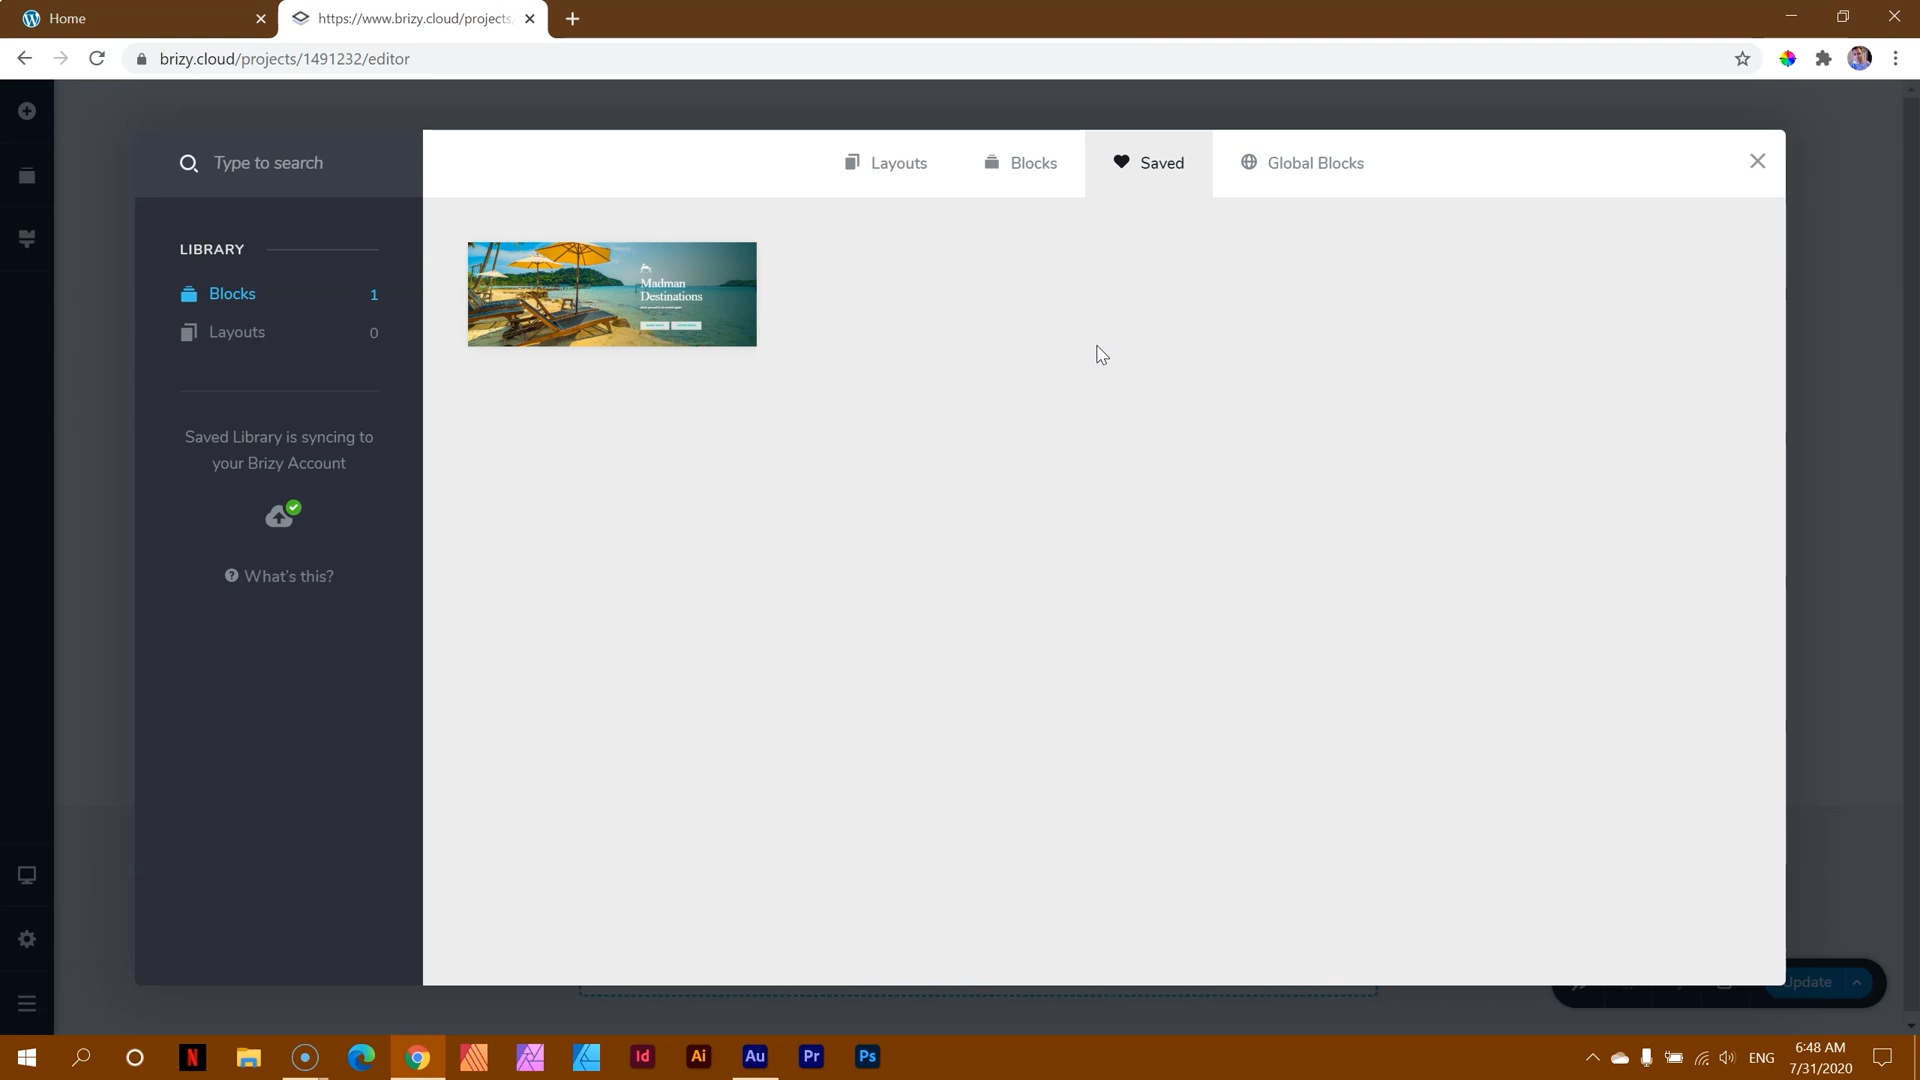 Home
https://www.brizy.cloud/projects
brizy.cloud/projects/1491232/editor
Type to search
Layouts
Blocks
Saved
Global Blocks
LIBRARY
Blocks 1
Layouts 0
Saved Library is syncing to
your Brizy Account
What's this?
Madman
Destinations
Update
Id
Ai
Au
Pr
Ps
ENG
6:48 AM
7/31/2020